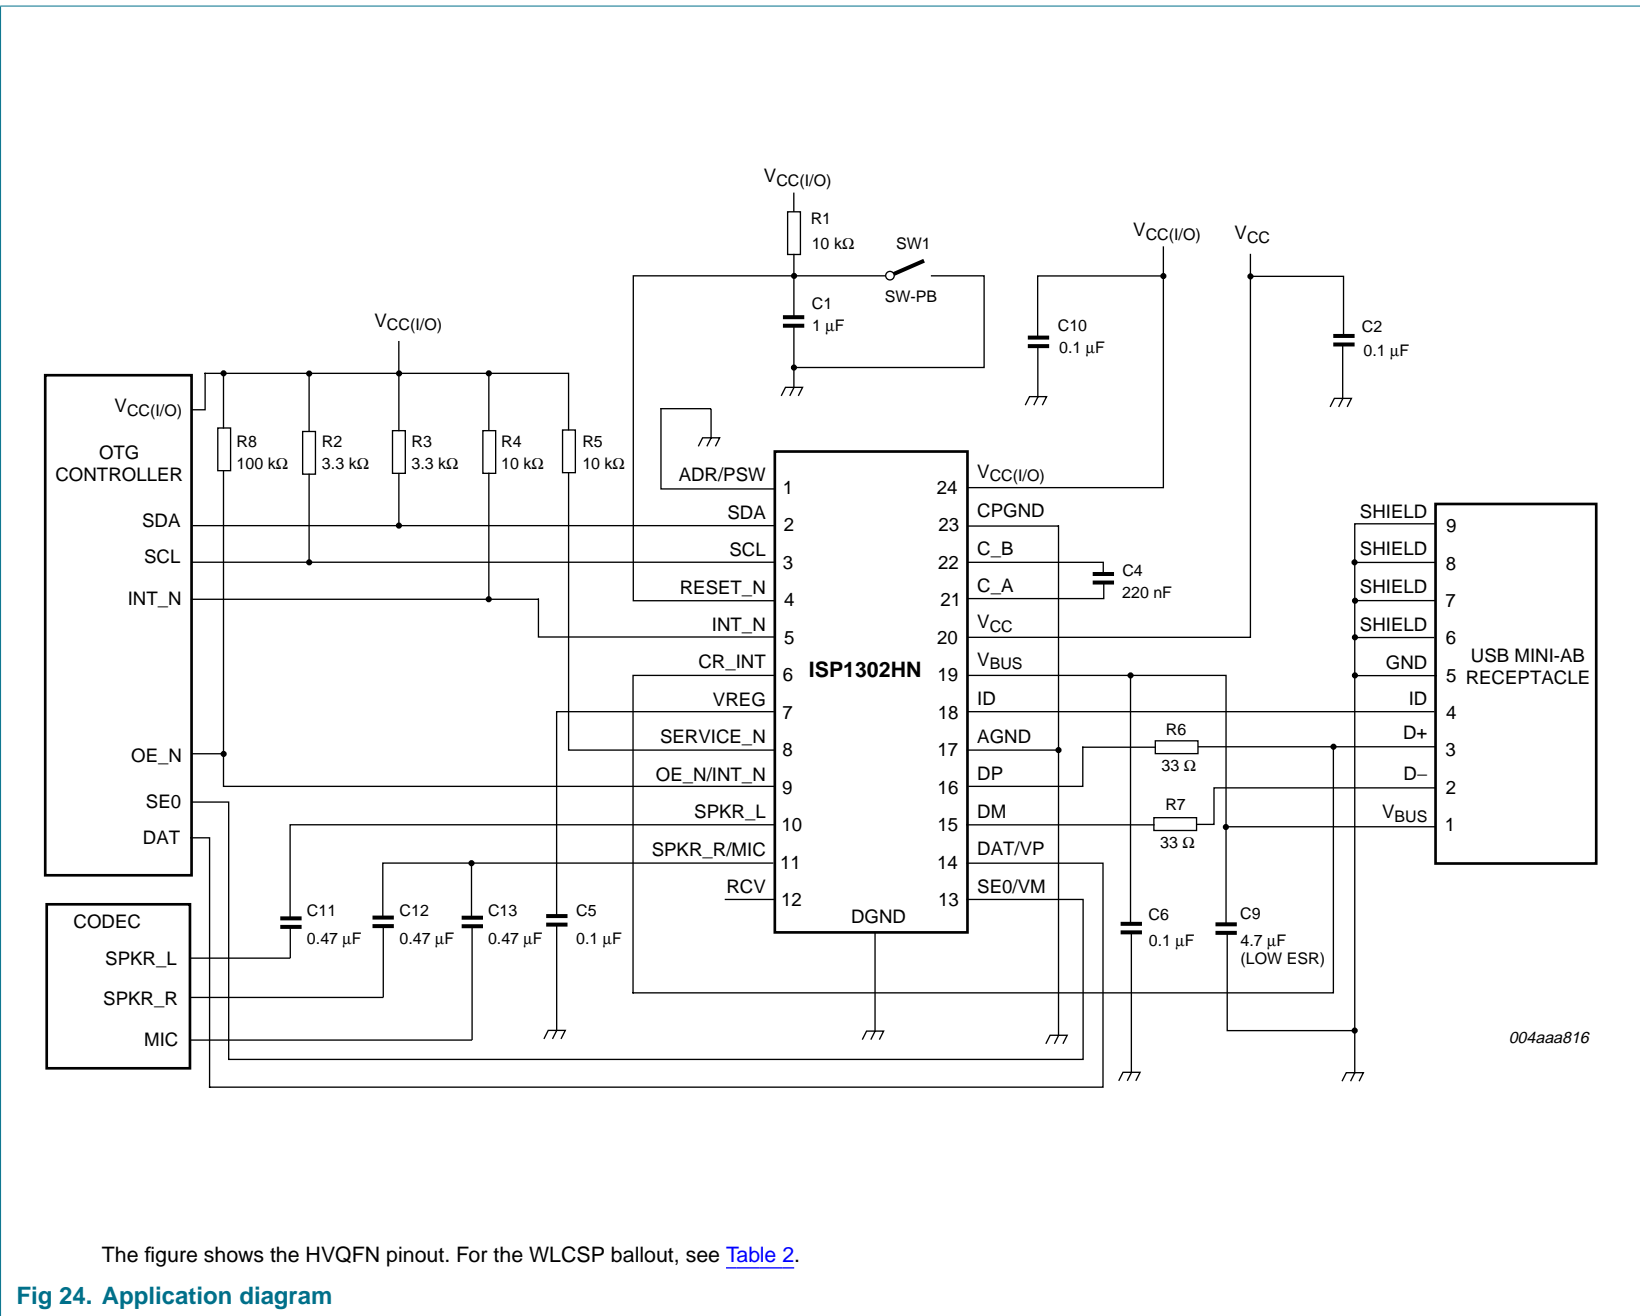 VCC(I/O)
R1
10 kΩ
SW1
SW-PB
C1
1 μF
VCC(I/O)
VCC
C10
0.1 μF
C2
0.1 μF
VCC(I/O)
VCC(I/O)
OTG
CONTROLLER
SDA
SCL
INT_N
OE_N
SE0
DAT
R8
100 kΩ
R2
3.3 kΩ
R3
3.3 kΩ
R4
10 kΩ
R5
10 kΩ
CODEC
SPKR_L
SPKR_R
MIC
C11
0.47 μF
C12
0.47 μF
C13
0.47 μF
C5
0.1 μF
ADR/PSW 1
SDA 2
SCL 3
RESET_N 4
INT_N 5
CR_INT 6
VREG 7
SERVICE_N 8
OE_N/INT_N 9
SPKR_L 10
SPKR_R/MIC 11
RCV 12
ISP1302HN
DGND
24 VCC(I/O)
23 CPGND
22 C_B
21 C_A
20 VCC
19 VBUS
18 ID
17 AGND
16 DP
15 DM
14 DAT/VP
13 SE0/VM
C4
220 nF
R6
33 Ω
R7
33 Ω
C6
0.1 μF
C9
4.7 μF
(LOW ESR)
SHIELD 9
SHIELD 8
SHIELD 7
SHIELD 6
GND 5
ID 4
D+ 3
D− 2
VBUS 1
USB MINI-AB
RECEPTACLE
004aaa816
The figure shows the HVQFN pinout. For the WLCSP ballout, see Table 2.
Fig 24. Application diagram